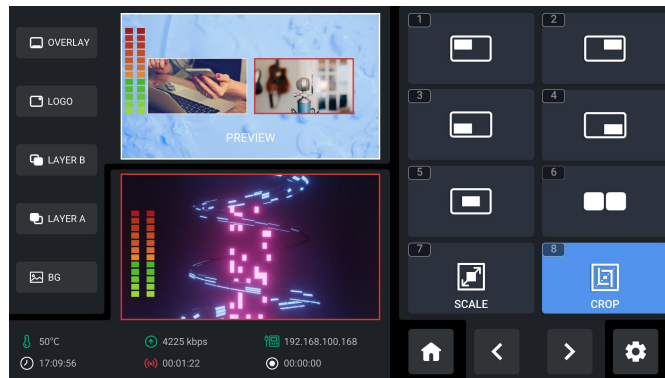 OVERLAY
LOGO
LAYER B
LAYER A
BG
PREVIEW
50°C
4225 kbps
192.168.100.168
17:09:56
00:01:22
00:00:00
1
2
3
4
5
6
7
SCALE
8
CROP